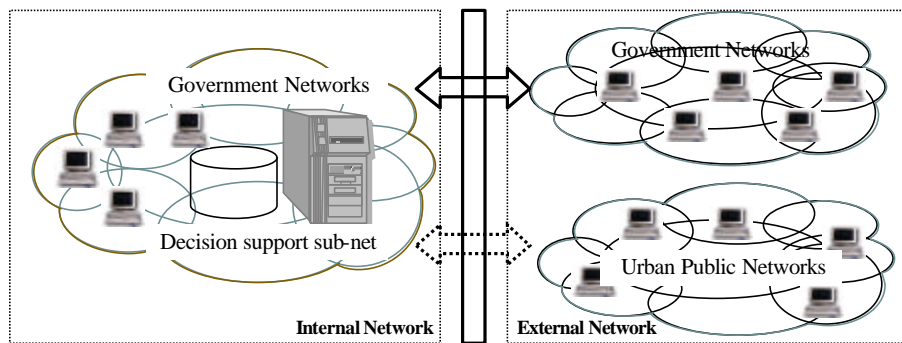 Government Networks
Decision support sub-net
Internal Network
Government Networks
Urban Public Networks
External Network